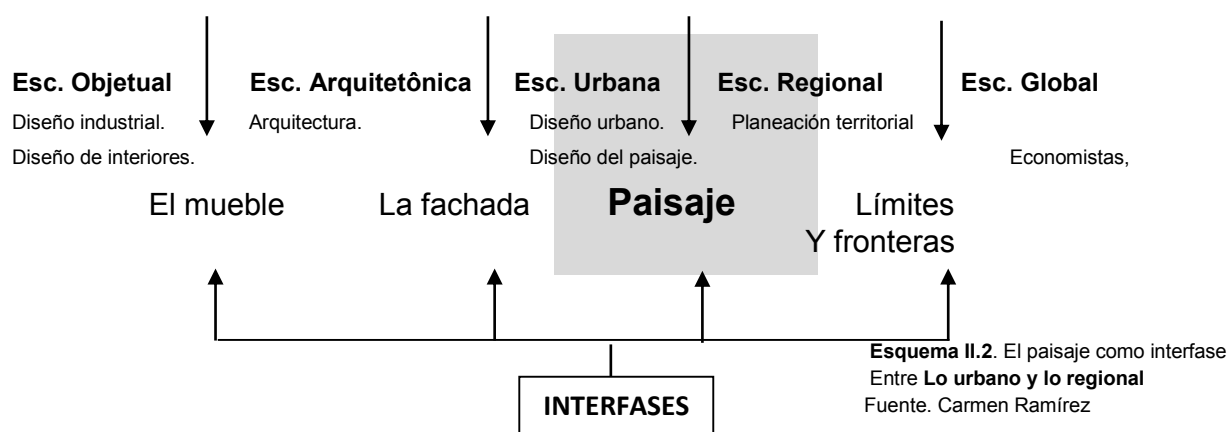 Esc. Objetual Esc. Arquitetônica Esc. Urbana Esc. Regional Esc. Global
Diseño industrial. Arquitectura. Diseño urbano. Planeación territorial
Diseño de interiores. Diseño del paisaje. Economistas,
El mueble La fachada Paisaje Límites
Y fronteras
Esquema II.2. El paisaje como interfase
Entre Lo urbano y lo regional
INTERFASES Fuente. Carmen Ramírez